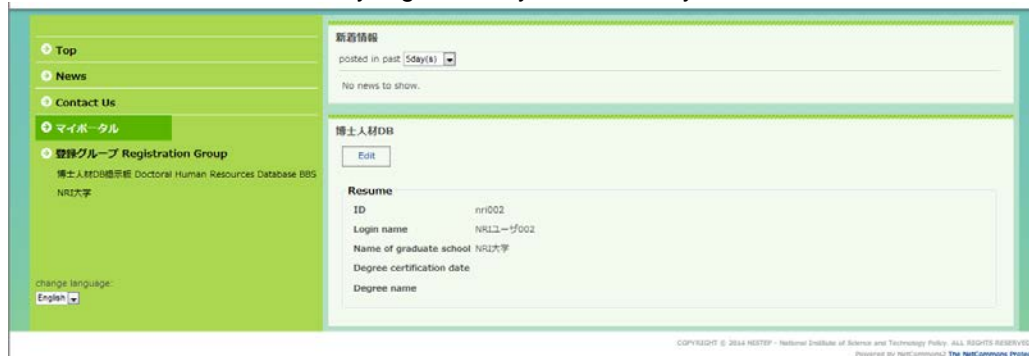 Top
News
Contact Us
マイポータル
登録グループ Registration Group
博士人材DB掲示板 Doctoral Human Resources Database BBS
NRI大学
change language:
English
新着情報
posted in past 5day(s)
No news to show.
博士人材DB
Edit
Resume
ID nri002
Login name NRIユーザ002
Name of graduate school NRI大学
Degree certification date
Degree name
COPYRIGHT © 2014 NISTEP - National Institute of Science and Technology Policy. ALL RIGHTS RESERVED
Powered by NetCommons2 The NetCommons Project